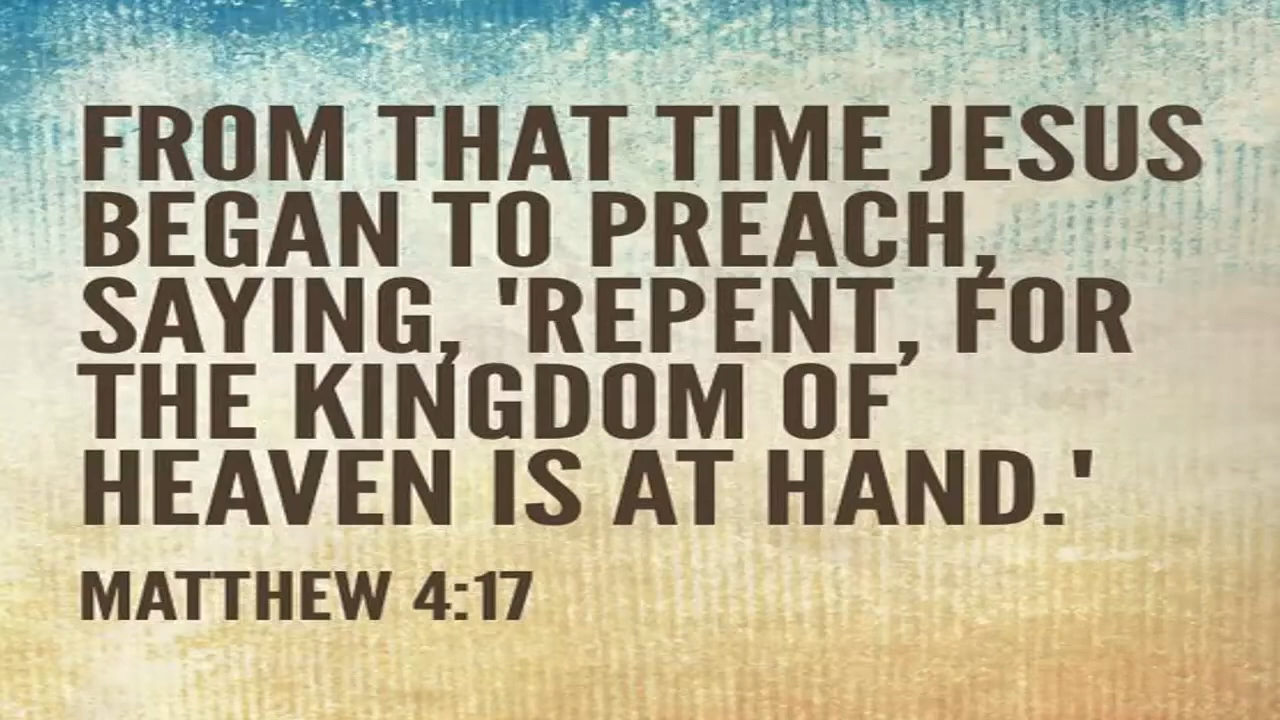 FROM THAT TIME JESUS
BEGAN TO PREACH,
SAYING, 'REPENT, FOR
THE KINGDOM OF
HEAVEN IS AT HAND.'
MATTHEW 4:17